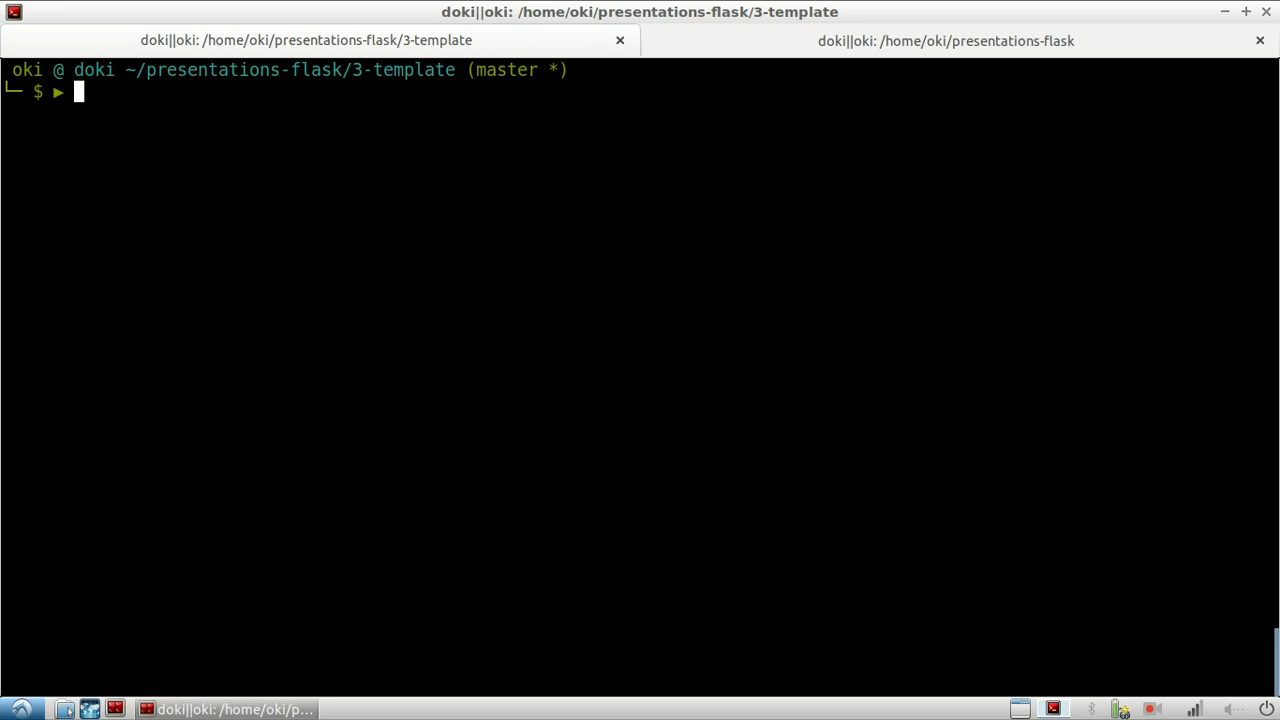 doki||oki: /home/oki/presentations-flask/3-template
doki||oki: /home/oki/presentations-flask/3-template
doki||oki: /home/oki/presentations-flask
oki @ doki ~/presentations-flask/3-template (master *)
└─ $ ▶
doki||oki: /home/oki/p...